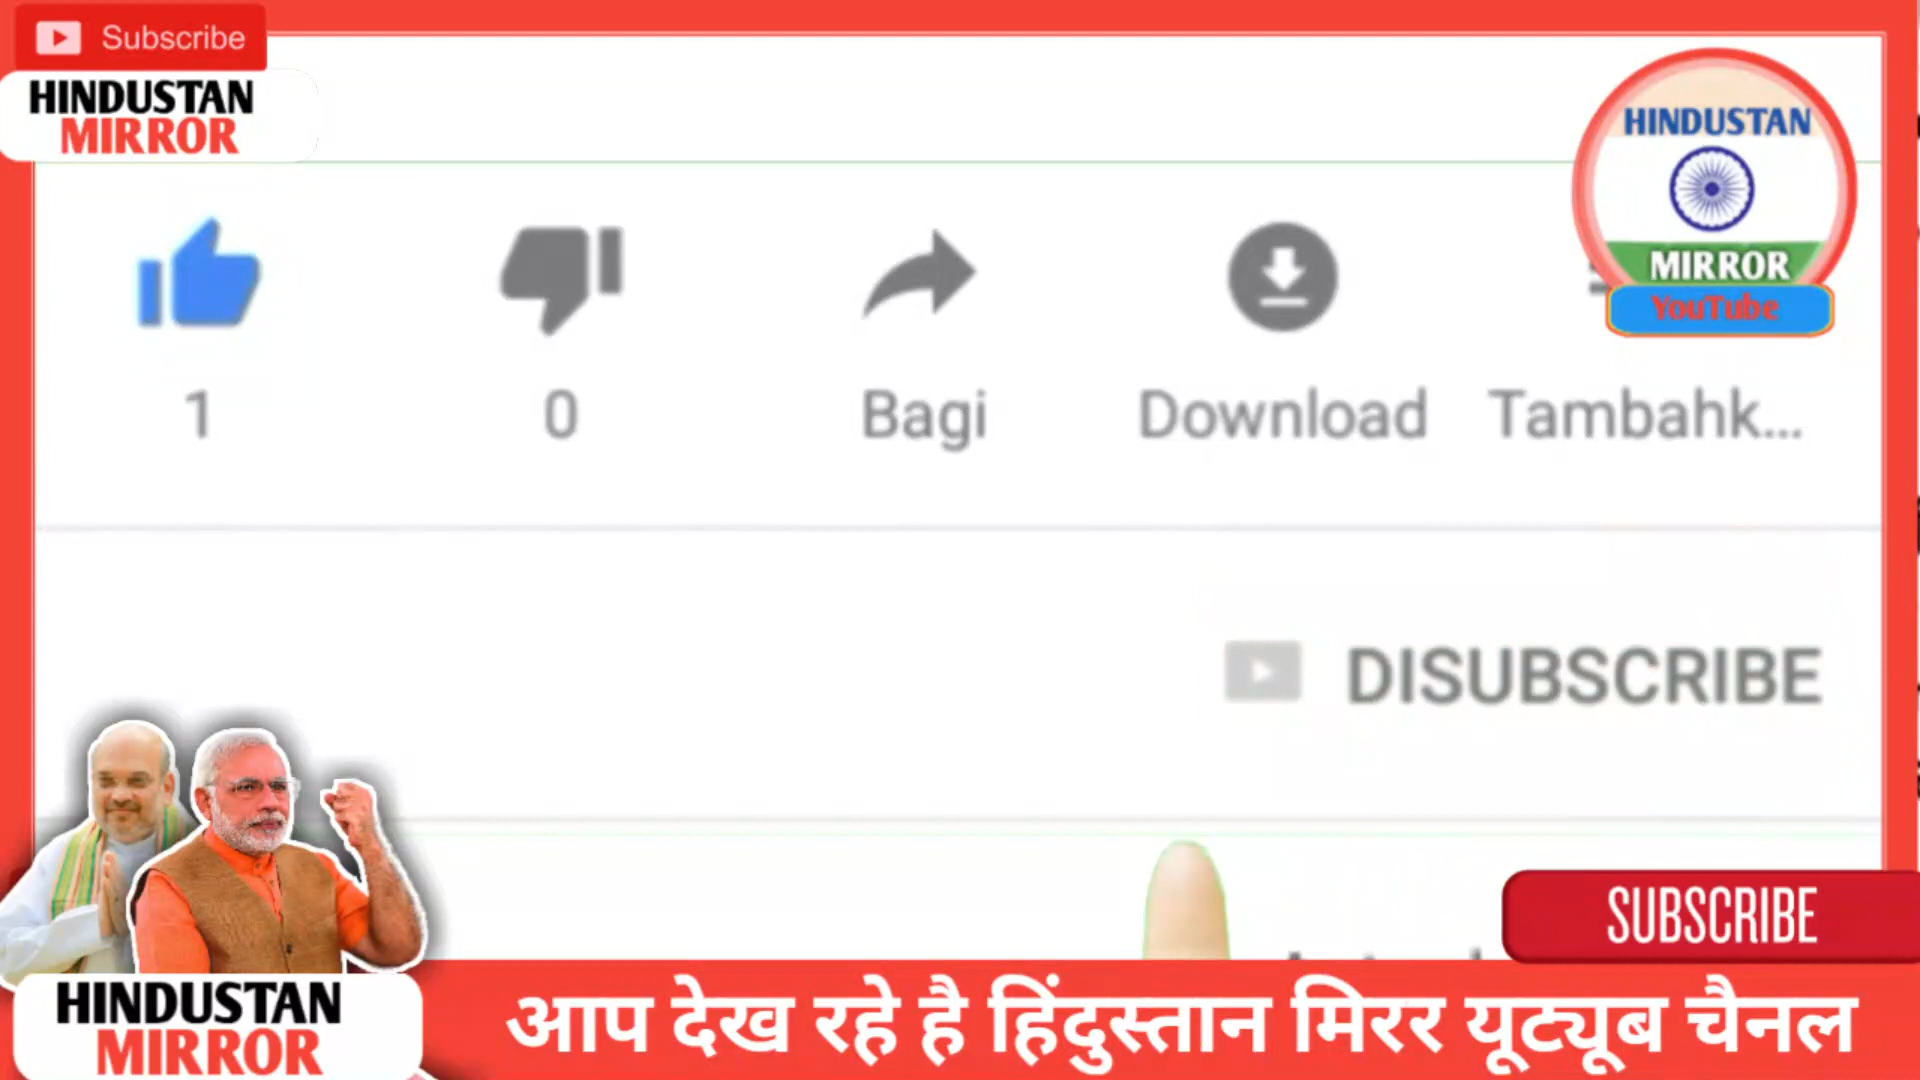 Subscribe
HINDUSTAN
MIRROR
HINDUSTAN
MIRROR
YouTube
1
0
Bagi
Download
Tambahk...
DISUBSCRIBE
SUBSCRIBE
HINDUSTAN
MIRROR
आप देख रहे है हिंदुस्तान मिरर यूट्यूब चैनल